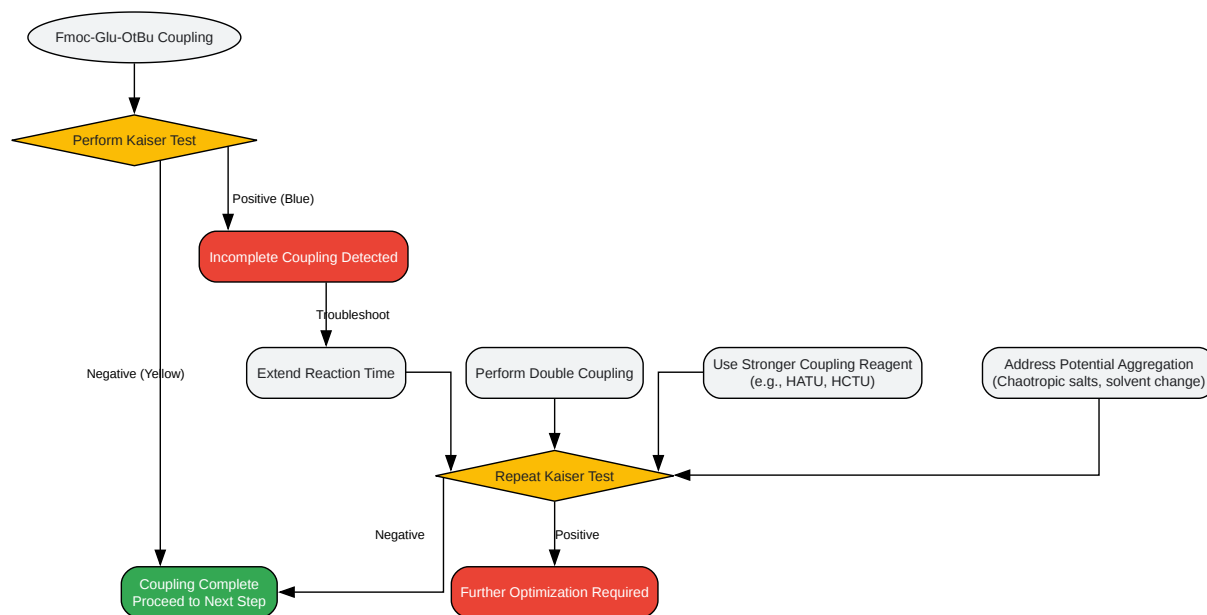 Fmoc-Glu-OtBu Coupling
Perform Kaiser Test
Positive (Blue)
Incomplete Coupling Detected
Troubleshoot
Negative (Yellow)
Extend Reaction Time
Perform Double Coupling
Use Stronger Coupling Reagent
(e.g., HATU, HCTU)
Address Potential Aggregation
(Chaotropic salts, solvent change)
Repeat Kaiser Test
Negative
Positive
Coupling Complete
Proceed to Next Step
Further Optimization Required